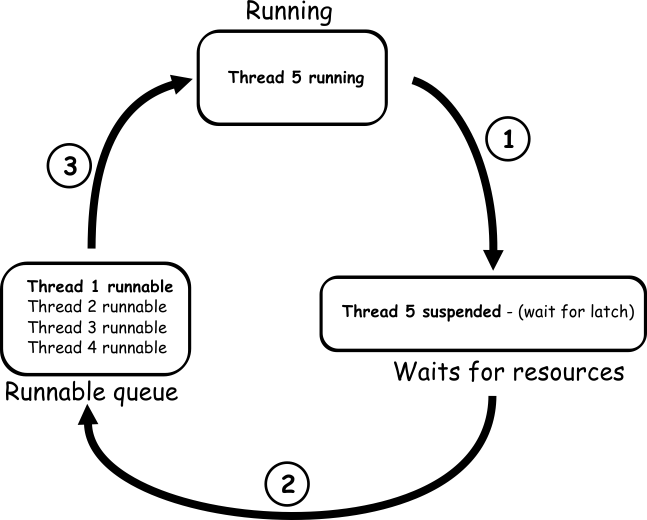 Running
Thread 5 running
1
3
Thread 1 runnable
Thread 2 runnable
Thread 3 runnable
Thread 4 runnable
Runnable queue
Thread 5 suspended - (wait for latch)
Waits for resources
2